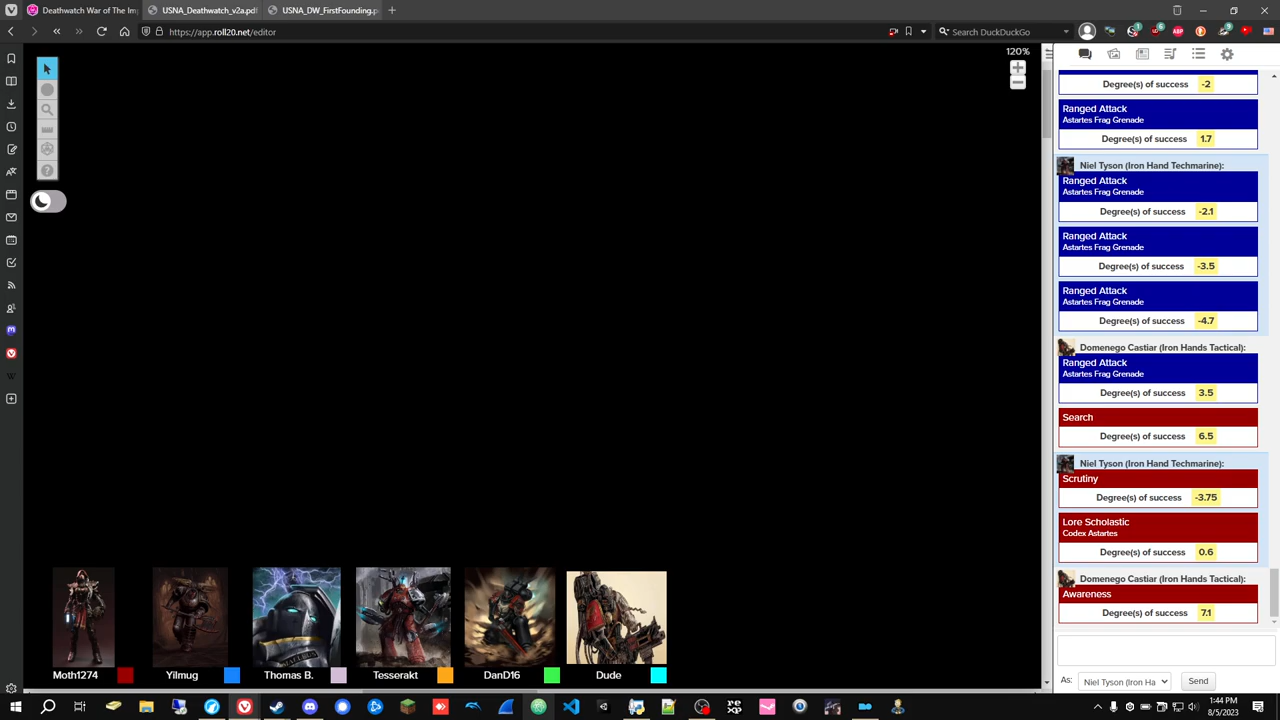 Deathwatch War of The Im
USNA_Deathwatch_v2a.pdf
USNA_DW_FirstFounding.p
https://app.roll20.net/editor
Search DuckDuckGo
120%
Degree(s) of success -2
Ranged Attack
Astartes Frag Grenade
Degree(s) of success 1.7
Niel Tyson (Iron Hand Techmarine):
Ranged Attack
Astartes Frag Grenade
Degree(s) of success -2.1
Ranged Attack
Astartes Frag Grenade
Degree(s) of success -3.5
Ranged Attack
Astartes Frag Grenade
Degree(s) of success -4.7
Domenego Castiar (Iron Hands Tactical):
Ranged Attack
Astartes Frag Grenade
Degree(s) of success 3.5
Search
Degree(s) of success 6.5
Niel Tyson (Iron Hand Techmarine):
Scrutiny
Degree(s) of success -3.75
Lore Scholastic
Codex Astartes
Degree(s) of success 0.6
Domenego Castiar (Iron Hands Tactical):
Awareness
Degree(s) of success 7.1
Moth1274
Yilmug
Thomas B.
Tesserakt
DanD16
Dude
As: Niel Tyson (Iron Ha
Send
1:44 PM
8/5/2023